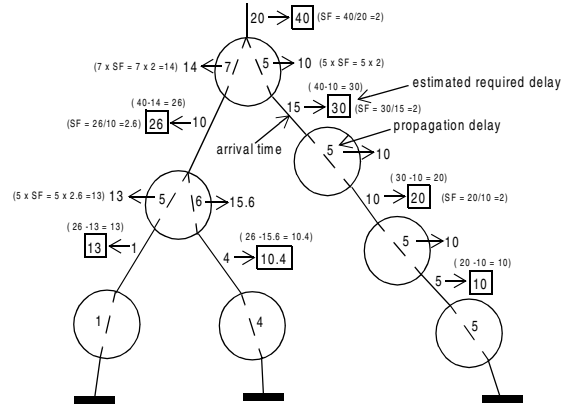 20 40 (SF = 40/20 =2)
(7 x SF = 7 x 2 =14) 14 7 5 10 (5 x SF = 5 x 2)
(40-10 = 30) estimated required delay
(40-14 = 26) 15 30 (SF = 30/15 =2)
(SF = 26/10 =2.6) 26 10 propagation delay
arrival time 5 10
(30 -10 = 20)
(5 x SF = 5 x 2.6 =13) 13 5 6 15.6 10 20 (SF = 20/10 =2)
(26 -13 = 13) (26 -15.6 = 10.4) 5 10
13 1 4 10.4 (20 -10 = 10)
5 10
1 4 5